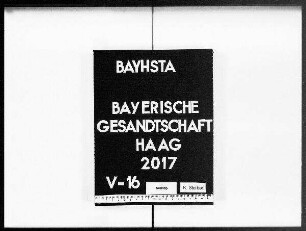 BAYHSTA
BAYERISCHE
GESANDTSCHAFT
HAAG
2017
V-16